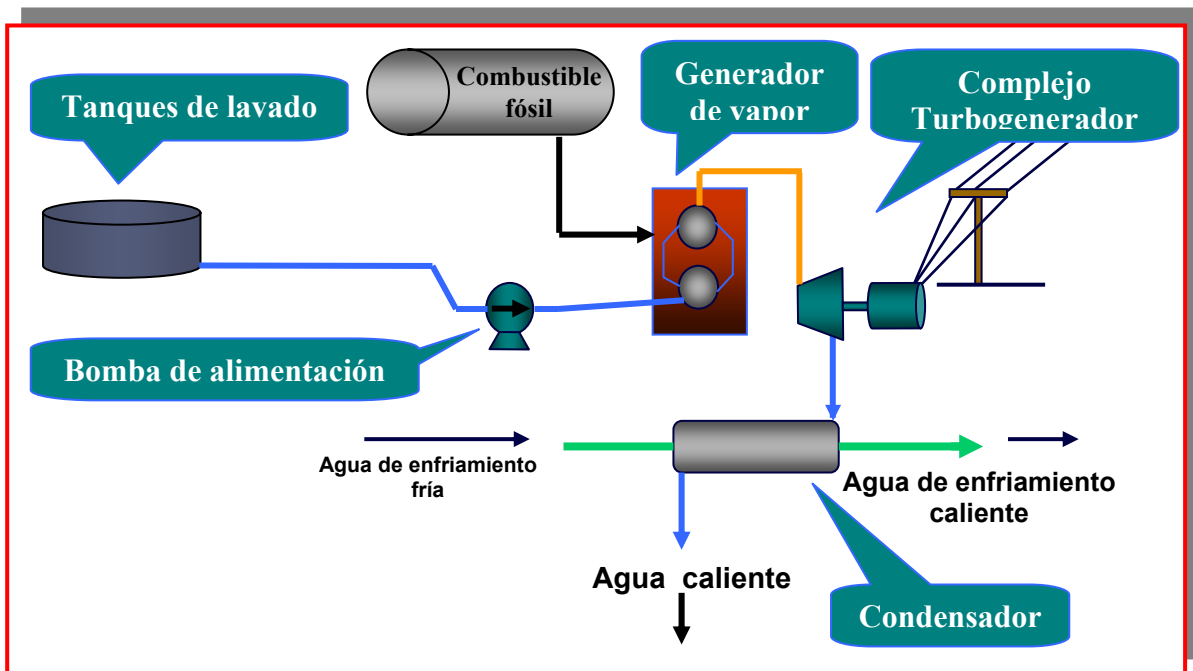 Tanques de lavado
Combustible
fósil
Generador
de vapor
Complejo
Turbogenerador
Bomba de alimentación
Agua de enfriamiento
fría
Agua de enfriamiento
caliente
Agua caliente
Condensador